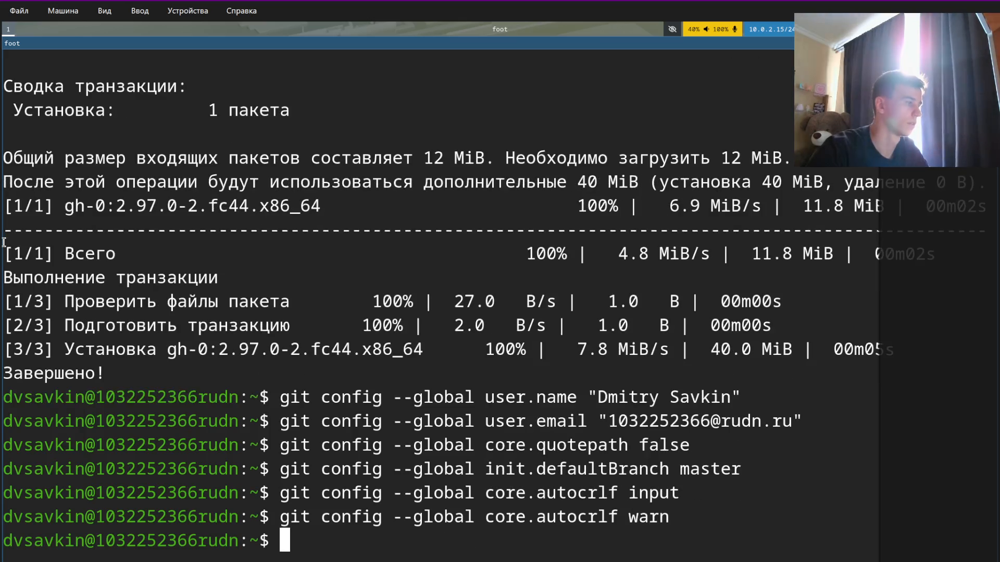 Файл Машина Вид Ввод Устройства Справка
1 foot 40% 100% 10.0.2.15/24
foot
Сводка транзакции:
Установка: 1 пакета
Общий размер входящих пакетов составляет 12 MiB. Необходимо загрузить 12 MiB.
После этой операции будут использоваться дополнительные 40 MiB (установка 40 MiB, удаление 0 B).
[1/1] gh-0:2.97.0-2.fc44.x86_64 100% | 6.9 MiB/s | 11.8 MiB | 00m02s
------------------------------------------------------------------------------------------------
[1/1] Всего 100% | 4.8 MiB/s | 11.8 MiB | 00m02s
Выполнение транзакции
[1/3] Проверить файлы пакета 100% | 27.0 B/s | 1.0 B | 00m00s
[2/3] Подготовить транзакцию 100% | 2.0 B/s | 1.0 B | 00m00s
[3/3] Установка gh-0:2.97.0-2.fc44.x86_64 100% | 7.8 MiB/s | 40.0 MiB | 00m05s
Завершено!
dvsavkin@1032252366rudn:~$ git config --global user.name "Dmitry Savkin"
dvsavkin@1032252366rudn:~$ git config --global user.email "1032252366@rudn.ru"
dvsavkin@1032252366rudn:~$ git config --global core.quotepath false
dvsavkin@1032252366rudn:~$ git config --global init.defaultBranch master
dvsavkin@1032252366rudn:~$ git config --global core.autocrlf input
dvsavkin@1032252366rudn:~$ git config --global core.autocrlf warn
dvsavkin@1032252366rudn:~$